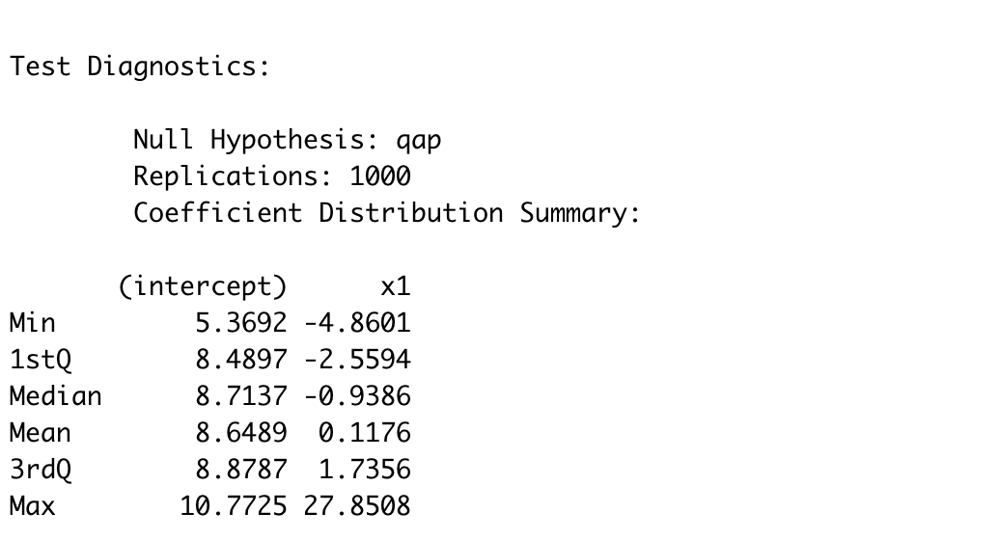 Test Diagnostics:
Null Hypothesis: qap
Replications: 1000
Coefficient Distribution Summary:
(intercept) x1
Min 5.3692 -4.8601
1stQ 8.4897 -2.5594
Median 8.7137 -0.9386
Mean 8.6489 0.1176
3rdQ 8.8787 1.7356
Max 10.7725 27.8508